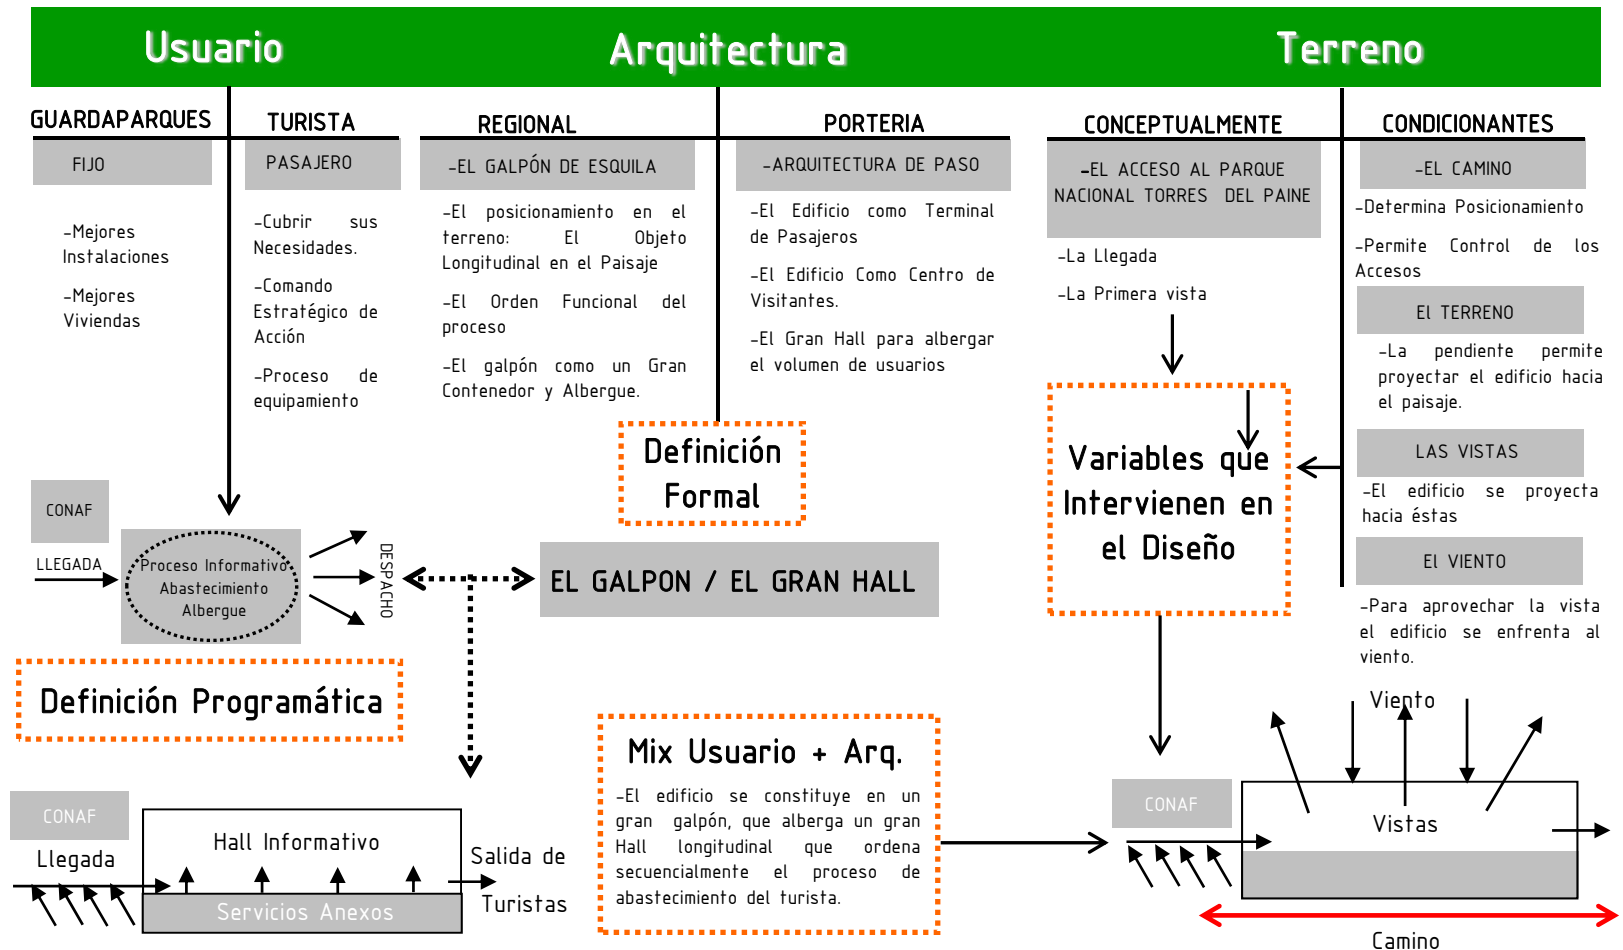 Usuario
Arquitectura
Terreno
GUARDAPARQUES
TURISTA
REGIONAL
PORTERIA
CONCEPTUALMENTE
CONDICIONANTES
FIJO
-Mejores
Instalaciones
-Mejores
Viviendas
PASAJERO
-Cubrir sus
Necesidades.
-Comando
Estratégico de
Acción
-Proceso de
equipamiento
-EL GALPÓN DE ESQUILA
-El posicionamiento en el
terreno: El Objeto
Longitudinal en el Paisaje
-El Orden Funcional del
proceso
-El galpón como un Gran
Contenedor y Albergue.
-ARQUITECTURA DE PASO
-El Edificio como Terminal
de Pasajeros
-El Edificio Como Centro de
Visitantes.
-El Gran Hall para albergar
el volumen de usuarios
-EL ACCESO AL PARQUE
NACIONAL TORRES DEL PAINE
-La Llegada
-La Primera vista
-EL CAMINO
-Determina Posicionamiento
-Permite Control de los
Accesos
El TERRENO
-La pendiente permite
proyectar el edificio hacia
el paisaje.
LAS VISTAS
-El edificio se proyecta
hacia éstas
El VIENTO
-Para aprovechar la vista
el edificio se enfrenta al
viento.
Definición
Formal
Variables que
Intervienen en
el Diseño
CONAF
LLEGADA
Proceso Informativo
Abastecimiento
Albergue
DESPACHO
EL GALPON / EL GRAN HALL
Definición Programática
Mix Usuario + Arq.
-El edificio se constituye en un
gran galpón, que alberga un gran
Hall longitudinal que ordena
secuencialmente el proceso de
abastecimiento del turista.
CONAF
Llegada
Hall Informativo
Servicios Anexos
Salida de
Turistas
Viento
CONAF
Vistas
Camino